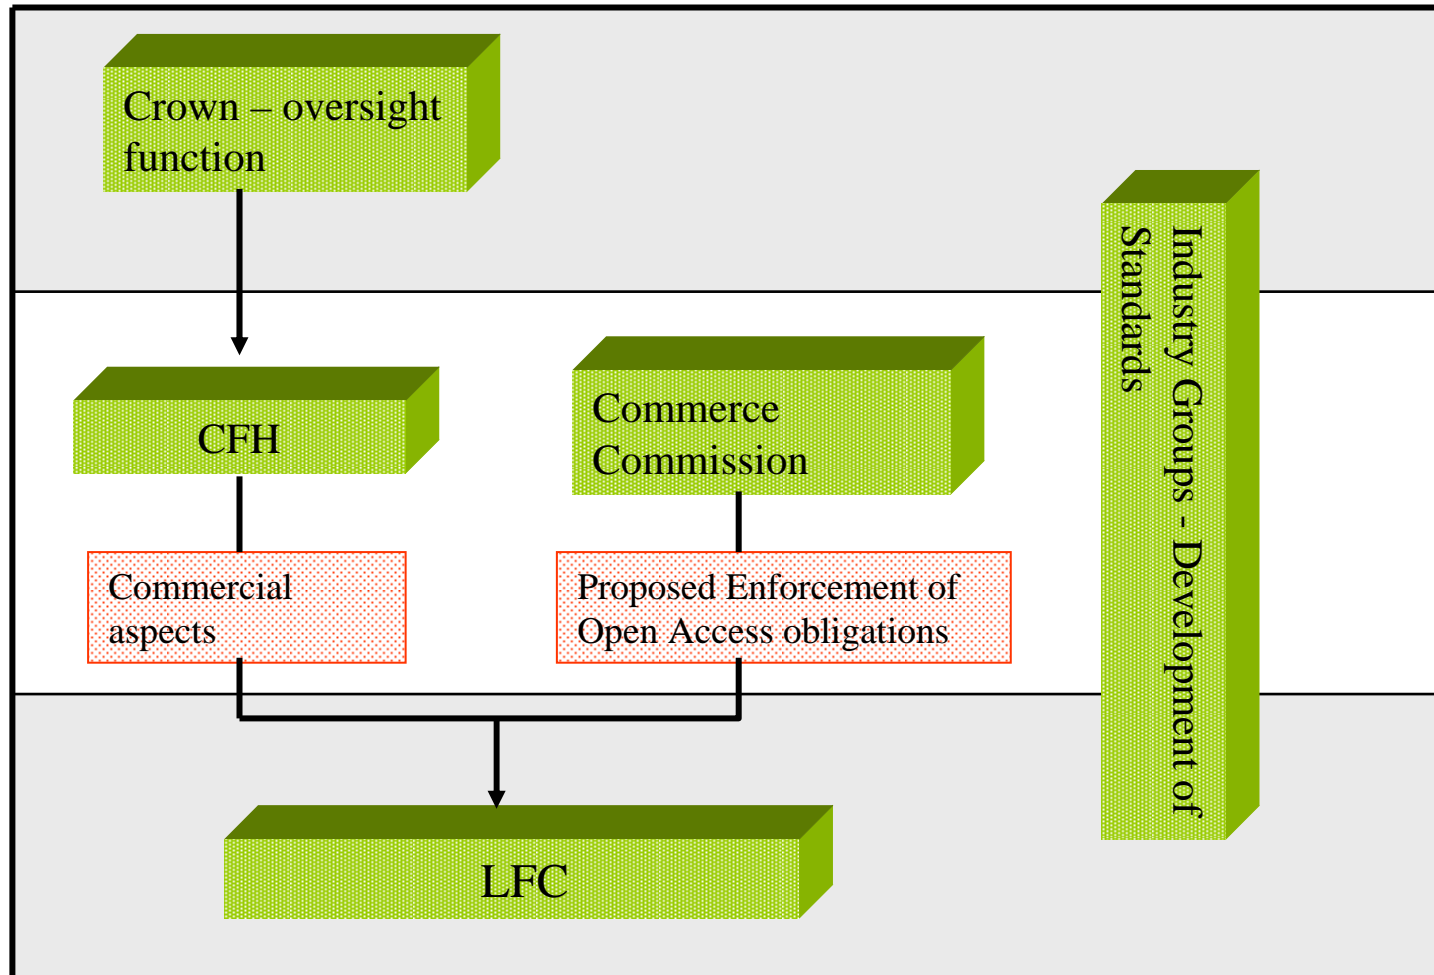 Crown – oversight
function
CFH
Commerce
Commission
Commercial
aspects
Proposed Enforcement of
Open Access obligations
LFC
Industry Groups - Development of
Standards